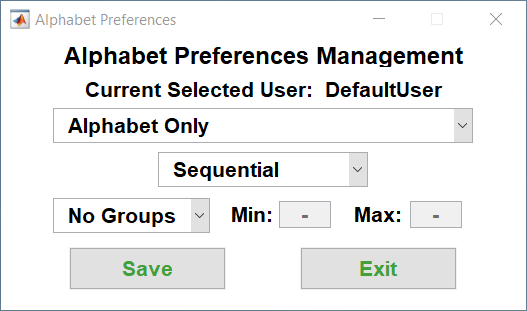 Alphabet Preferences
Alphabet Preferences Management
Current Selected User: DefaultUser
Alphabet Only
Sequential
No Groups Min: - Max: -
Save Exit